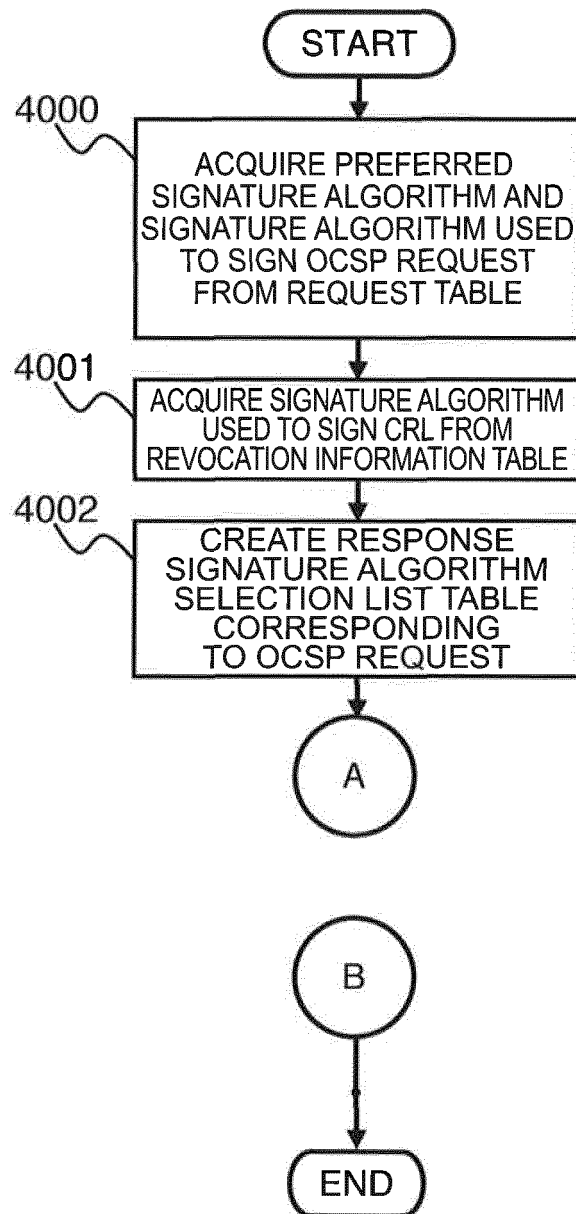 START
4000
ACQUIRE PREFERRED
SIGNATURE ALGORITHM AND
SIGNATURE ALGORITHM USED
TO SIGN OCSP REQUEST
FROM REQUEST TABLE
4001
ACQUIRE SIGNATURE ALGORITHM
USED TO SIGN CRL FROM
REVOCATION INFORMATION TABLE
4002
CREATE RESPONSE
SIGNATURE ALGORITHM
SELECTION LIST TABLE
CORRESPONDING
TO OCSP REQUEST
A
B
END